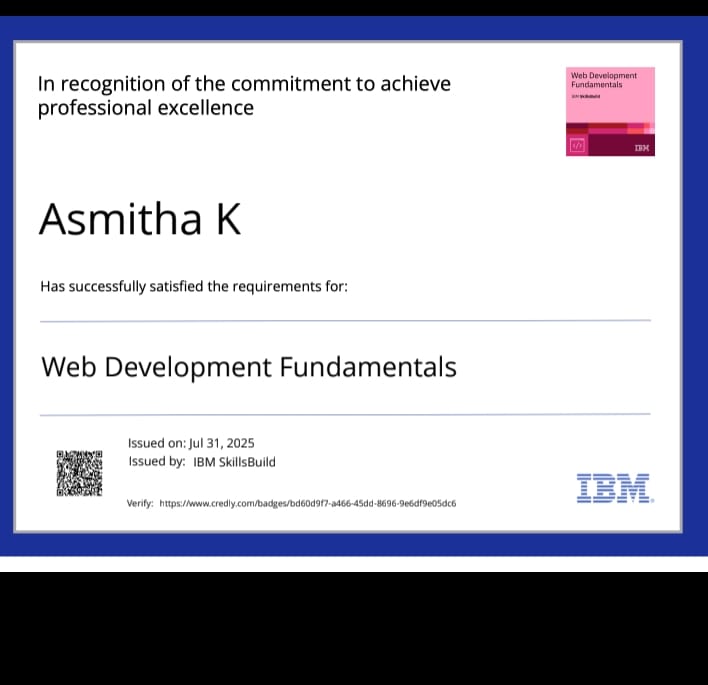 In recognition of the commitment to achieve
professional excellence
Web Development
Fundamentals
IBM SkillsBuild
</>
IBM
Asmitha K
Has successfully satisfied the requirements for:
Web Development Fundamentals
Issued on: Jul 31, 2025
Issued by: IBM SkillsBuild
Verify: https://www.credly.com/badges/bd60d9f7-a466-45dd-8696-9e6df9e05dc6
IBM